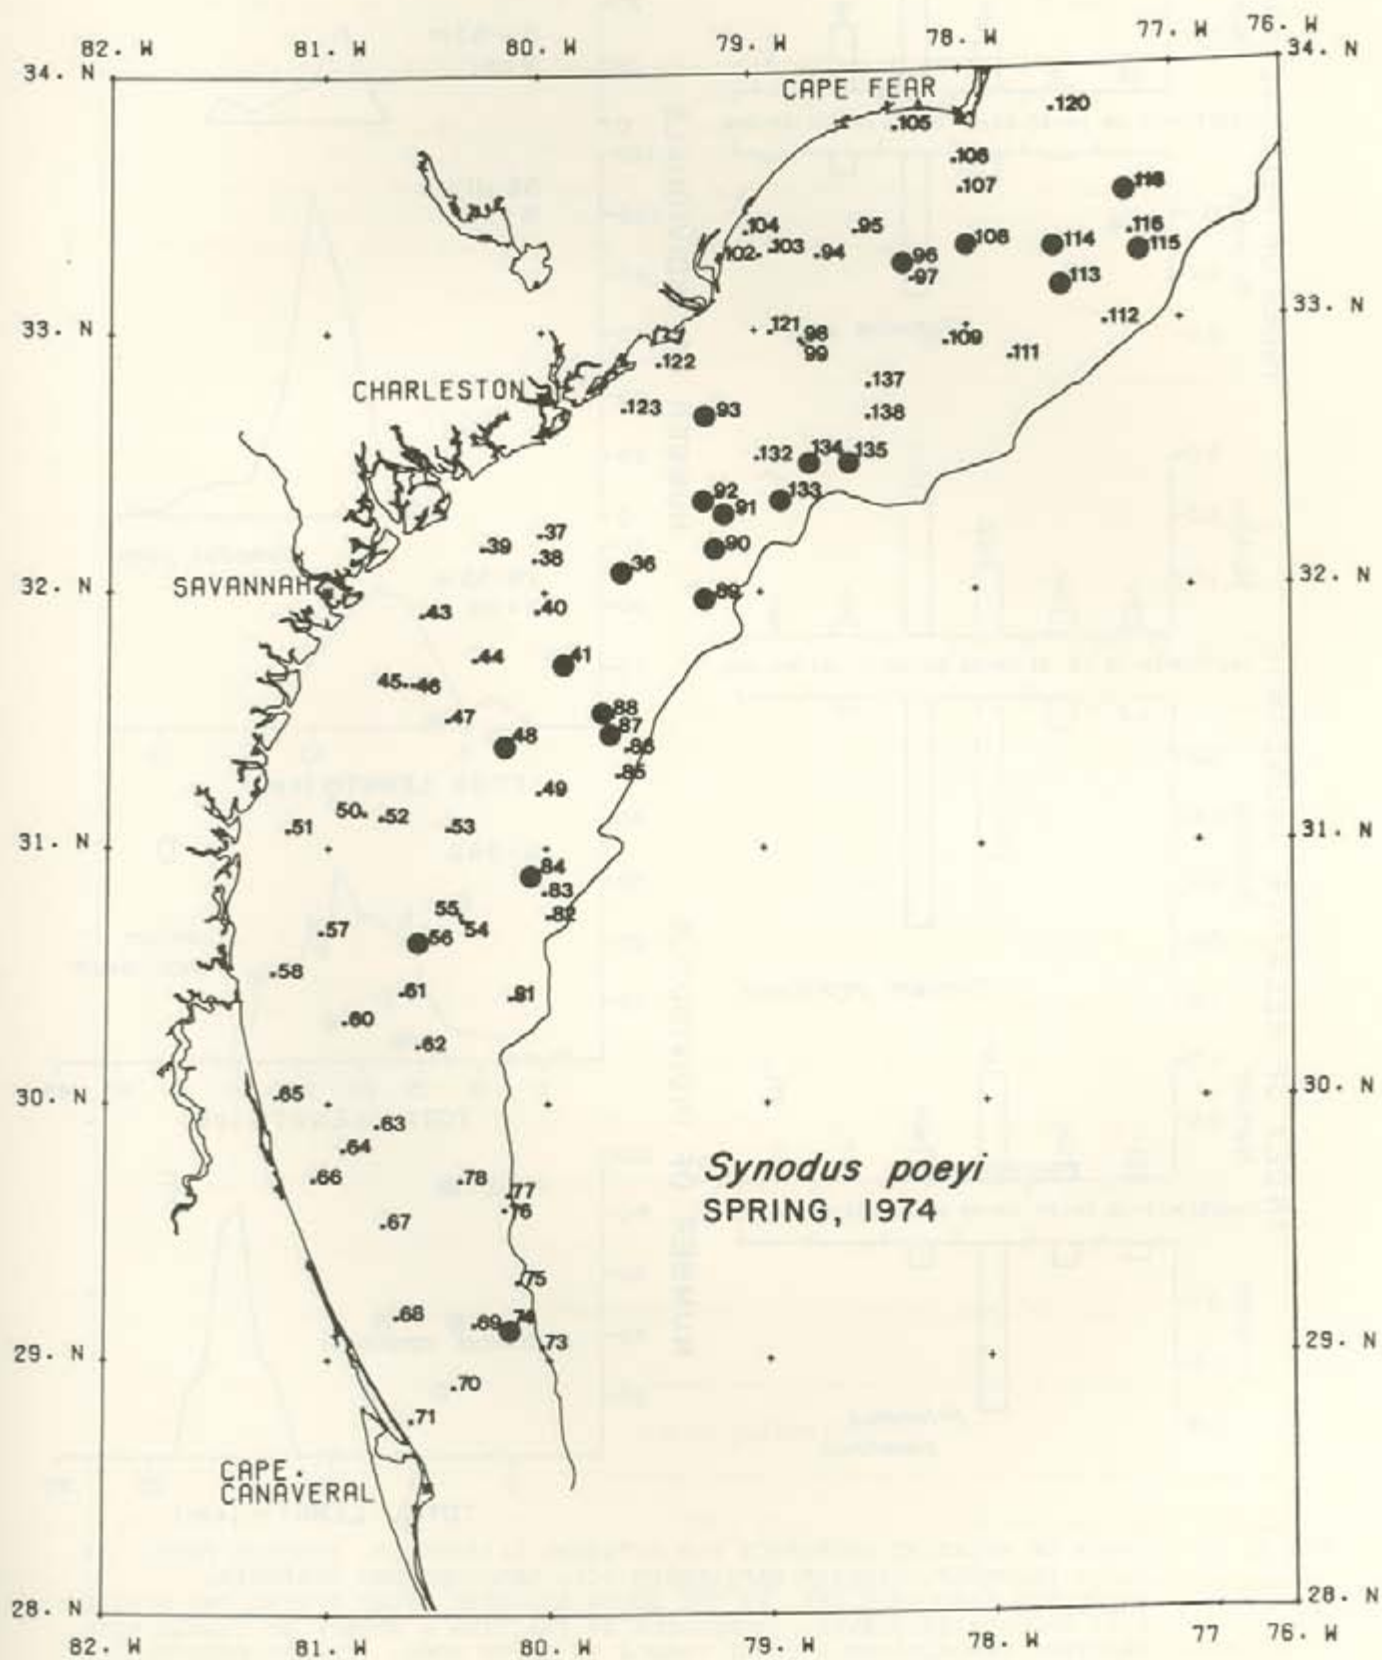 82. W 81. W 80. W 79. W 78. W 77. W 76. W
34. N 34. N
CAPE FEAR
.120
.105
.106
.107
.104 .95 .116
.102 .103 .94 96 .108 114 115
.97 113
33. N 33. N
.121 98 .109 .112
99 .111
.122
CHARLESTON .137
.123 93 .138
.132 134 135
92 133
91
.37 90
.39 .38 36
32. N 32. N
SAVANNAH 89
.43 .40
.44 41
45. .46
.47 88
87
48 .86
.85
.49
50. .52
.51 .53
31. N 31. N
84
.83
55 .82
.57 54
56
.58
.61 .81
.60
.62
30. N 30. N
.65
.63
.64
.66 .78 .77
.76
Synodus poeyi
SPRING, 1974
.67
.75
.68 .69 74
.73
29. N 29. N
.70
.71
CAPE.
CANAVERAL
28. N 28. N
82. W 81. W 80. W 79. W 78. W 77 76. W